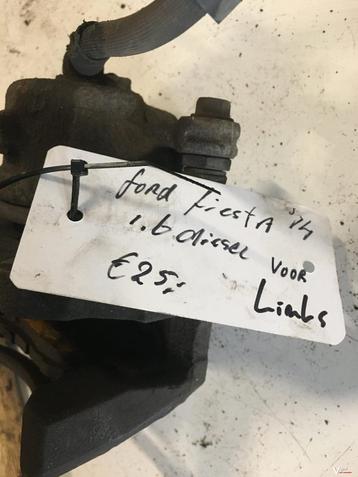 ford fiesta '14
1.6 diesel VOOR
Links
€25,-